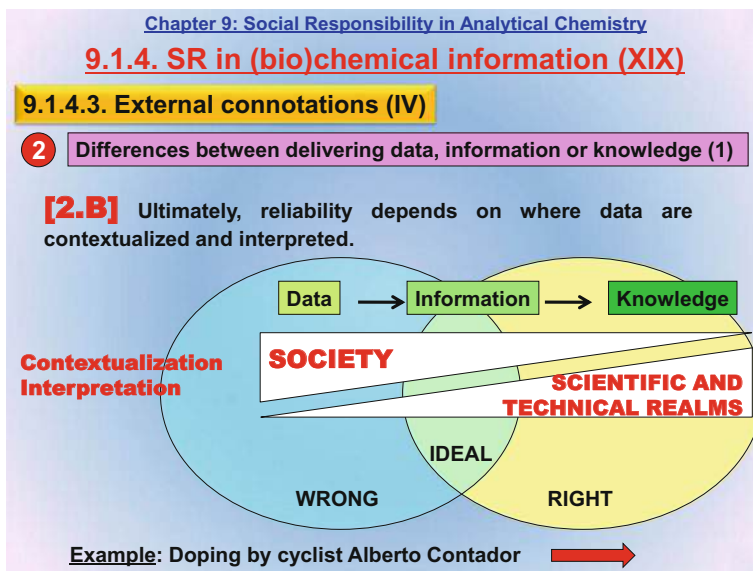 Chapter 9: Social Responsibility in Analytical Chemistry
9.1.4. SR in (bio)chemical information (XIX)
9.1.4.3. External connotations (IV)
2 Differences between delivering data, information or knowledge (1)
[2.B] Ultimately, reliability depends on where data are
contextualized and interpreted.
Data Information Knowledge
Contextualization
Interpretation
SOCIETY
SCIENTIFIC AND
TECHNICAL REALMS
IDEAL
WRONG RIGHT
Example: Doping by cyclist Alberto Contador